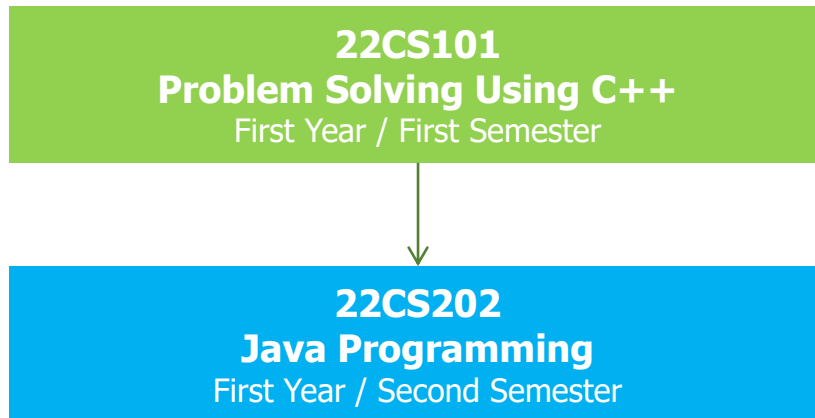 22CS101
Problem Solving Using C++
First Year / First Semester
22CS202
Java Programming
First Year / Second Semester